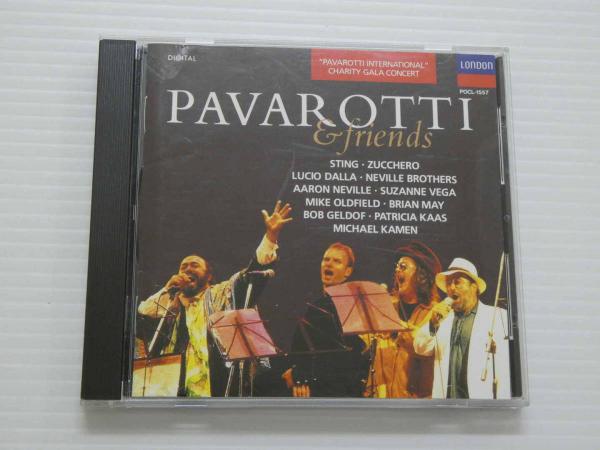 DIGITAL
"PAVAROTTI INTERNATIONAL"
CHARITY GALA CONCERT
LONDON
POCL-1557
PAVAROTTI
& friends
STING · ZUCCHERO
LUCIO DALLA · NEVILLE BROTHERS
AARON NEVILLE · SUZANNE VEGA
MIKE OLDFIELD · BRIAN MAY
BOB GELDOF · PATRICIA KAAS
MICHAEL KAMEN